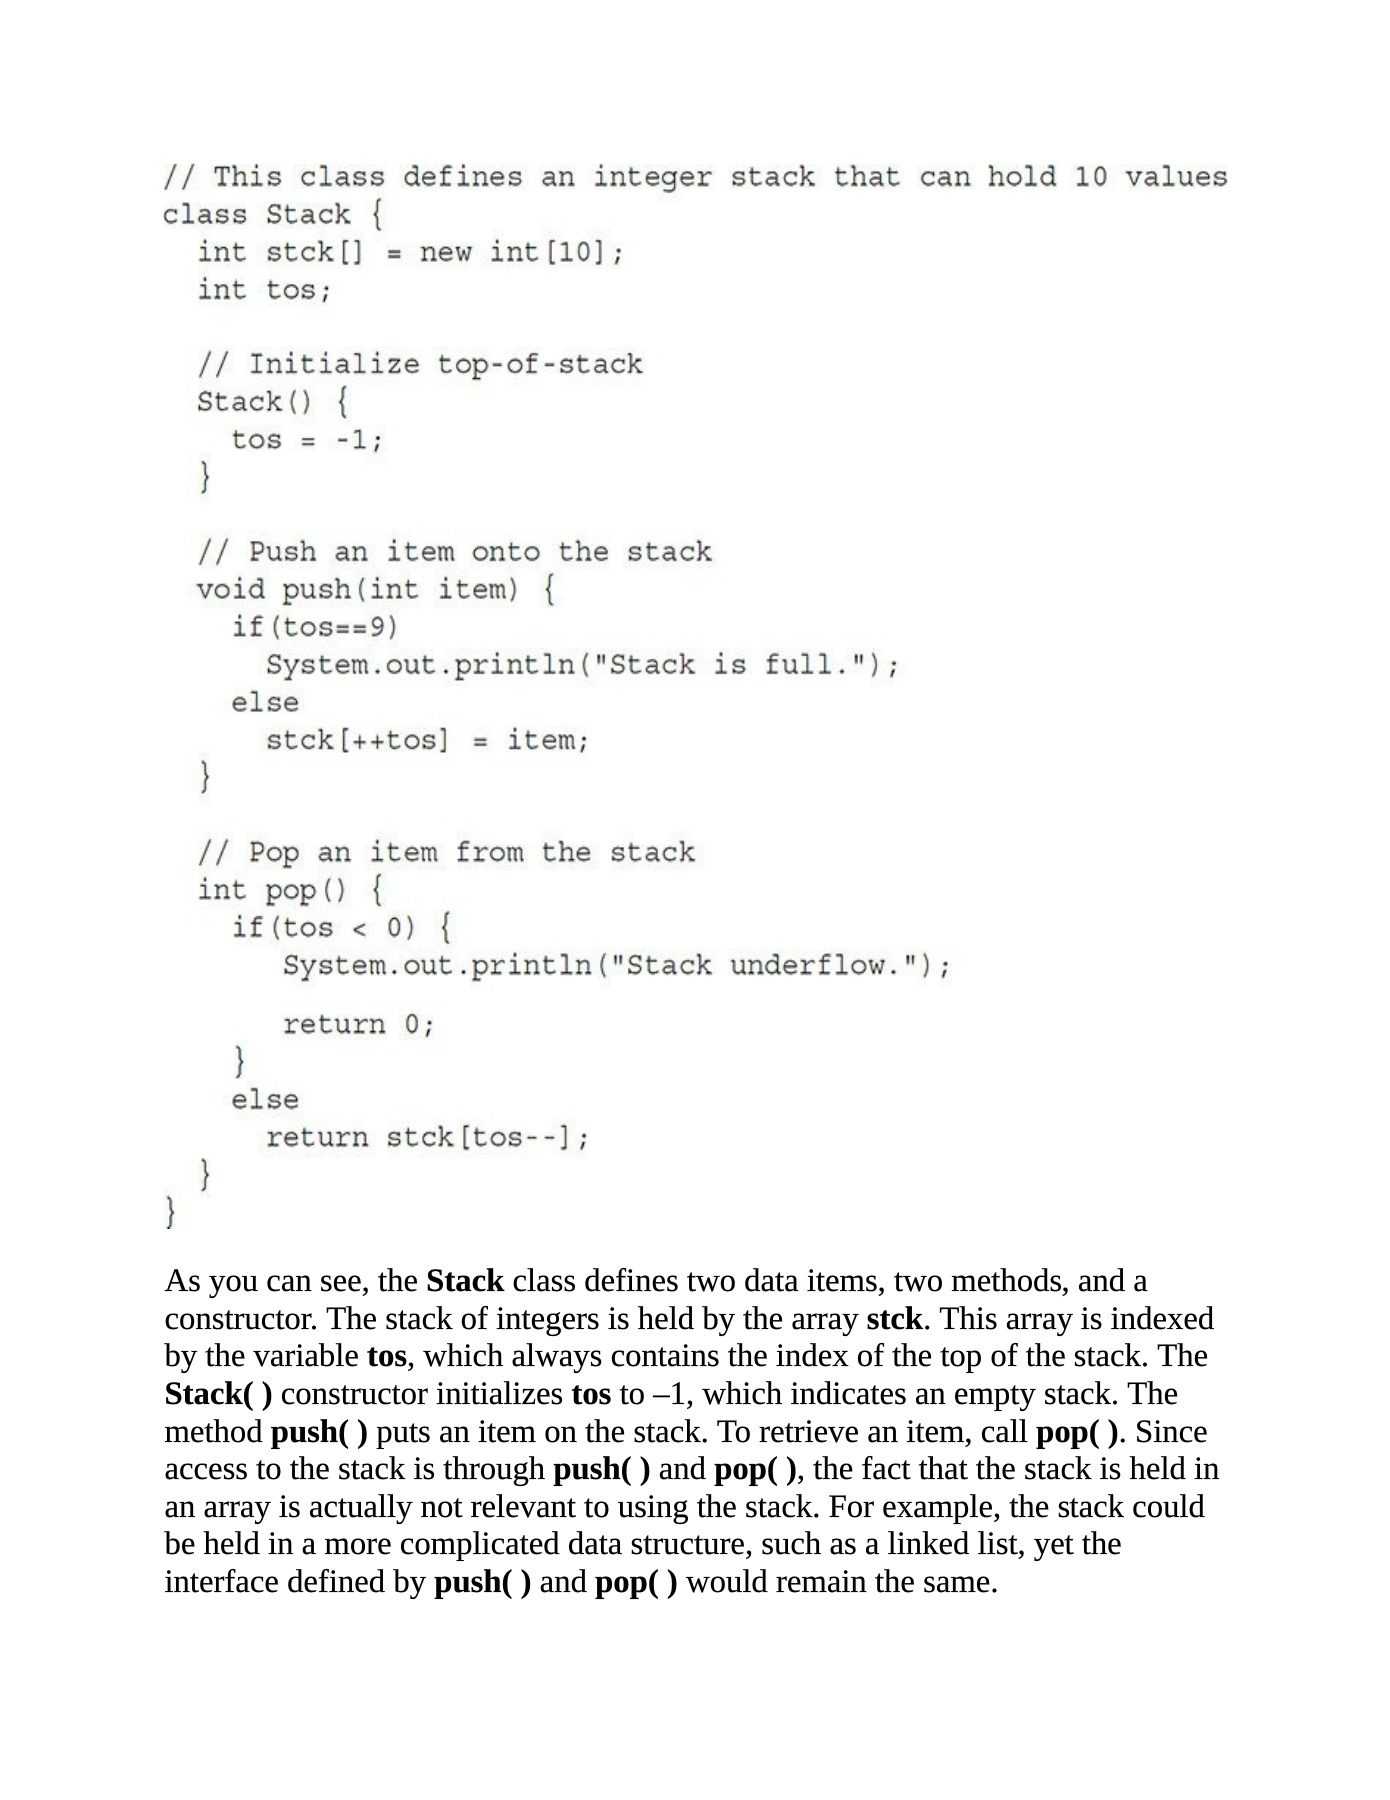 // This class defines an integer stack that can hold 10 values
class Stack {
  int stck[] = new int[10];
  int tos;

  // Initialize top-of-stack
  Stack() {
    tos = -1;
  }

  // Push an item onto the stack
  void push(int item) {
    if(tos==9)
      System.out.println("Stack is full.");
    else
      stck[++tos] = item;
  }

  // Pop an item from the stack
  int pop() {
    if(tos < 0) {
       System.out.println("Stack underflow.");
       return 0;
    }
    else
      return stck[tos--];
  }
}
As you can see, the Stack class defines two data items, two methods, and a
constructor. The stack of integers is held by the array stck. This array is indexed
by the variable tos, which always contains the index of the top of the stack. The
Stack( ) constructor initializes tos to –1, which indicates an empty stack. The
method push( ) puts an item on the stack. To retrieve an item, call pop( ). Since
access to the stack is through push( ) and pop( ), the fact that the stack is held in
an array is actually not relevant to using the stack. For example, the stack could
be held in a more complicated data structure, such as a linked list, yet the
interface defined by push( ) and pop( ) would remain the same.